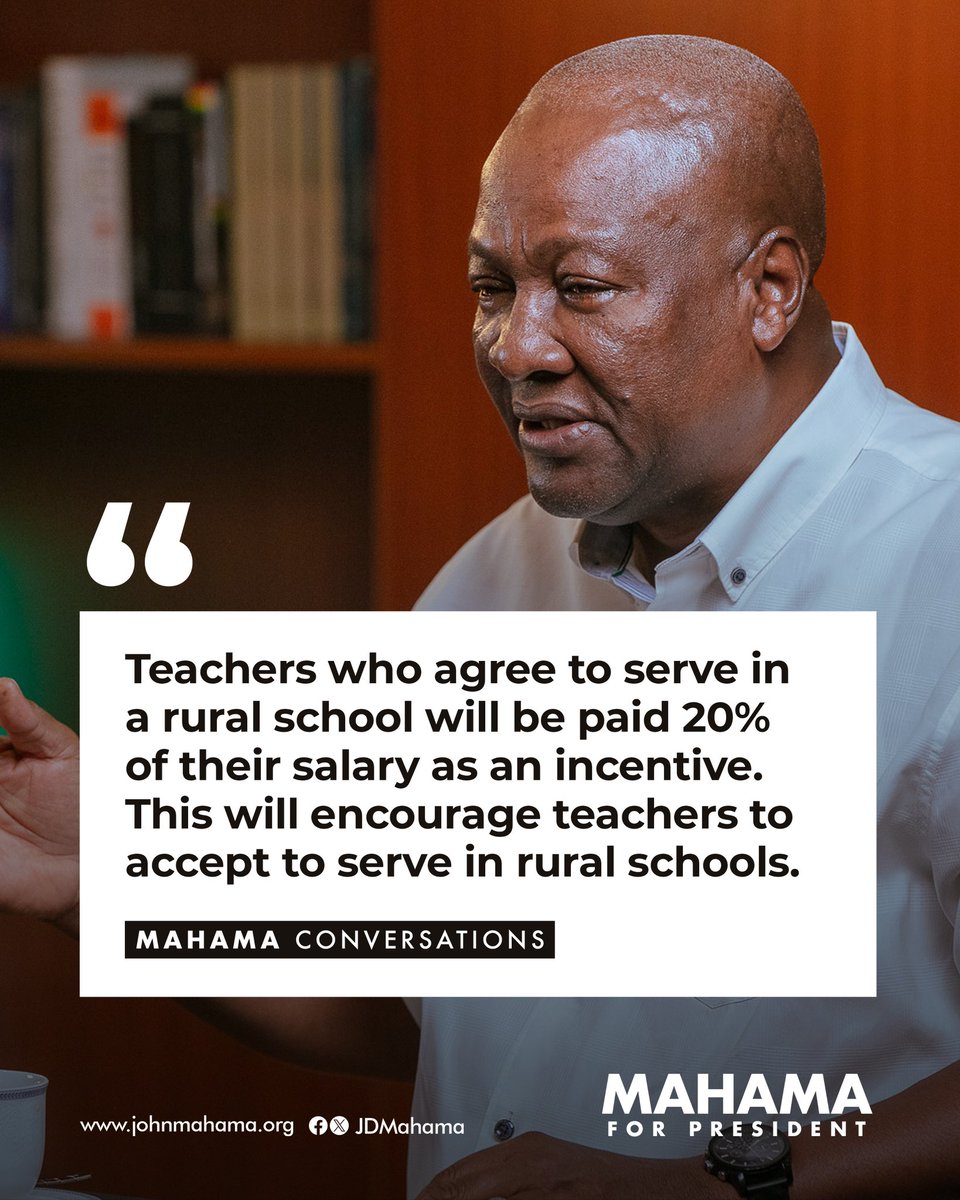 “
Teachers who agree to serve in
a rural school will be paid 20%
of their salary as an incentive.
This will encourage teachers to
accept to serve in rural schools.
MAHAMA CONVERSATIONS
www.johnmahama.org JDMahama
MAHAMA
FOR PRESIDENT